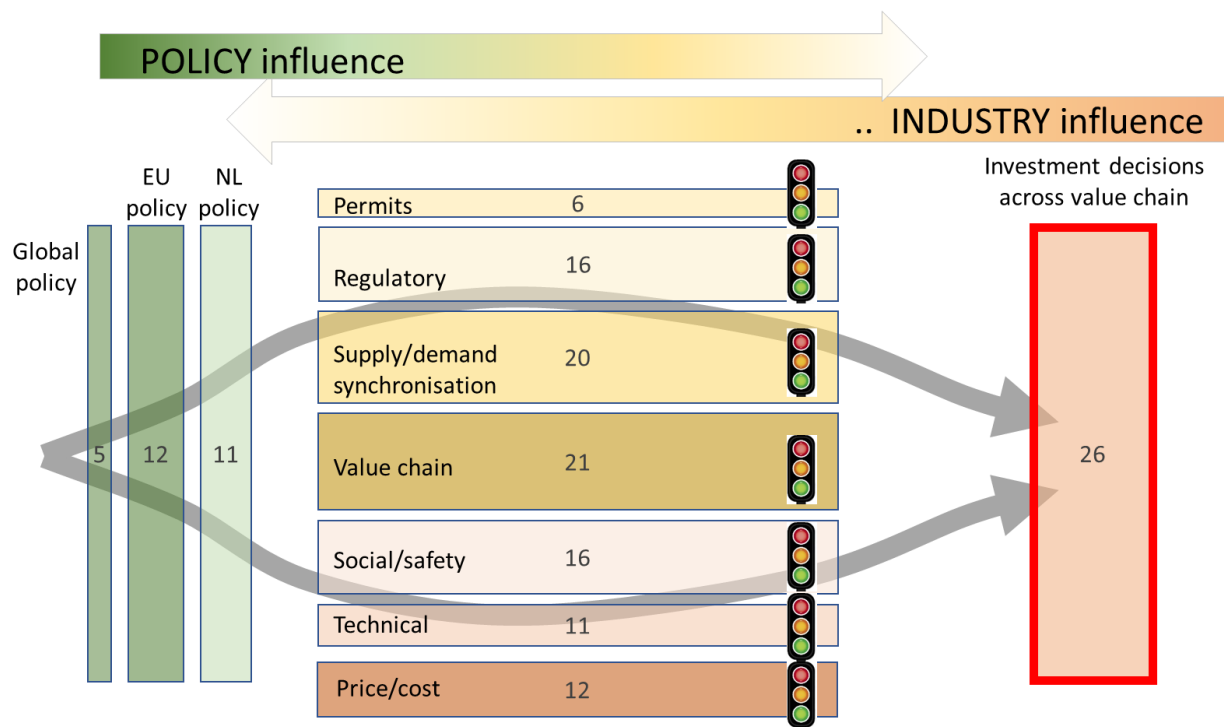 POLICY influence
.. INDUSTRY influence
Global
policy
EU
policy
NL
policy
Investment decisions
across value chain
Permits
6
Regulatory
16
Supply/demand
synchronisation
20
5
12
11
Value chain
21
26
Social/safety
16
Technical
11
Price/cost
12